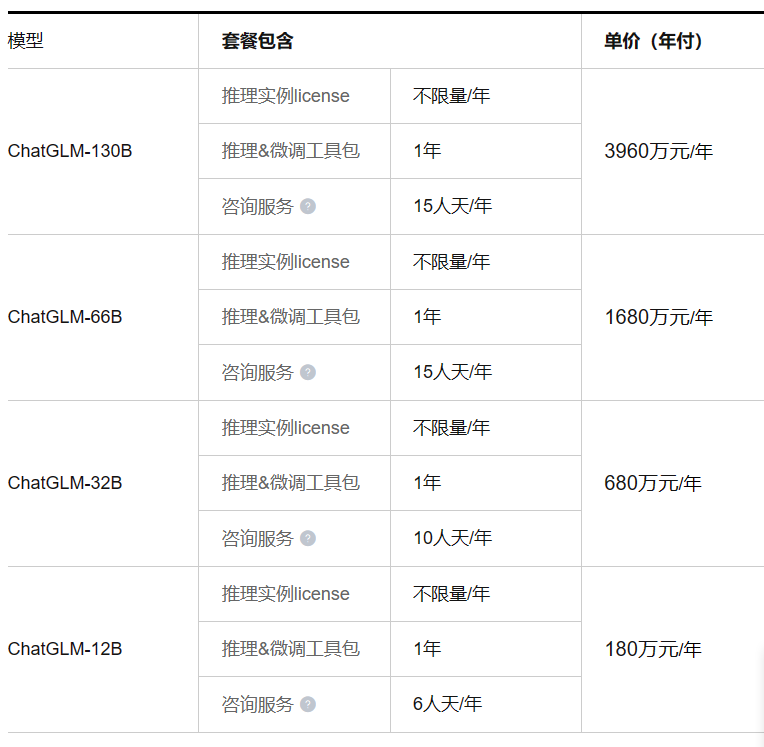 模型 套餐包含 单价（年付）
推理实例license 不限量/年
ChatGLM-130B 推理&微调工具包 1年 3960万元/年
咨询服务 ? 15人天/年
推理实例license 不限量/年
ChatGLM-66B 推理&微调工具包 1年 1680万元/年
咨询服务 ? 15人天/年
推理实例license 不限量/年
ChatGLM-32B 推理&微调工具包 1年 680万元/年
咨询服务 ? 10人天/年
推理实例license 不限量/年
ChatGLM-12B 推理&微调工具包 1年 180万元/年
咨询服务 ? 6人天/年